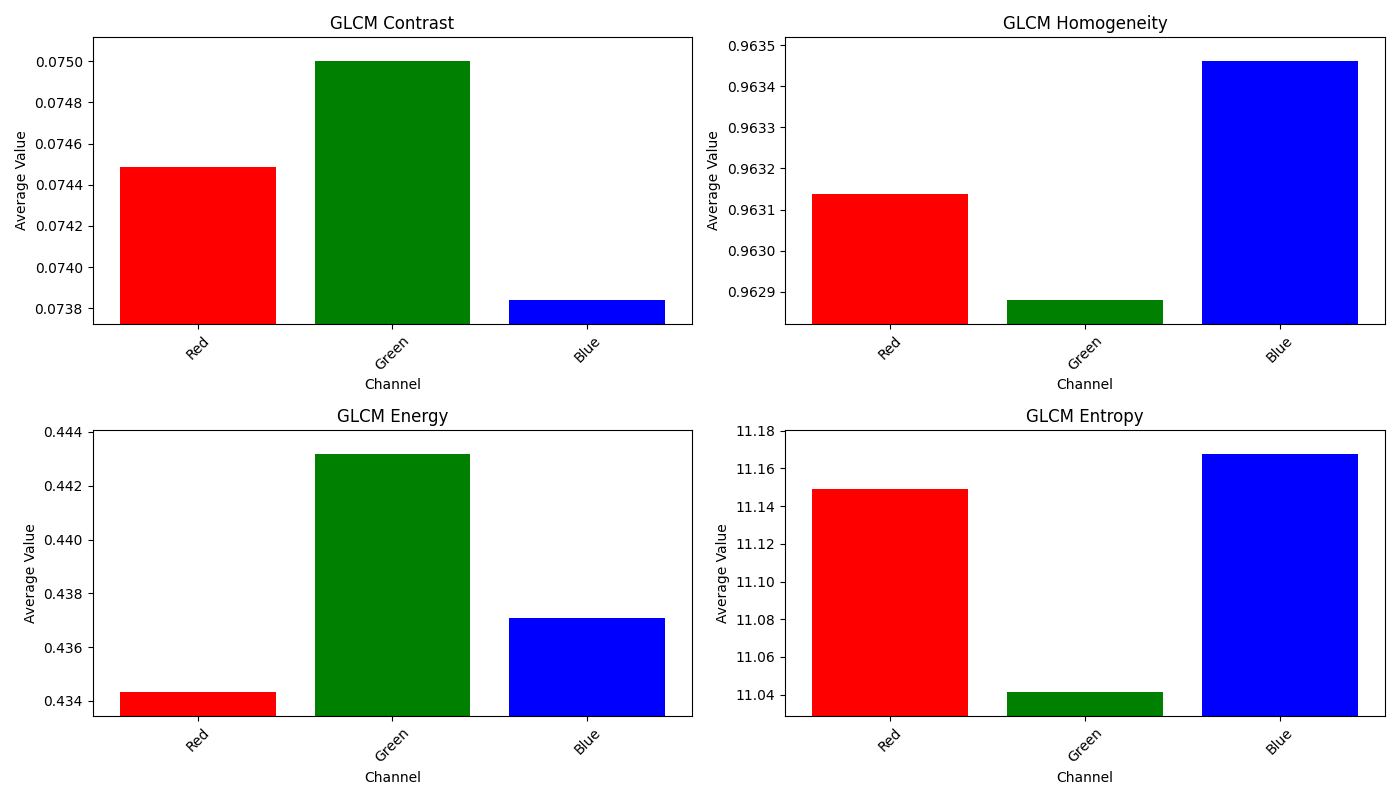 GLCM Contrast
Average Value
0.0750
0.0748
0.0746
0.0744
0.0742
0.0740
0.0738
Red
Green
Blue
Channel
GLCM Homogeneity
Average Value
0.9635
0.9634
0.9633
0.9632
0.9631
0.9630
0.9629
Red
Green
Blue
Channel
GLCM Energy
Average Value
0.444
0.442
0.440
0.438
0.436
0.434
Red
Green
Blue
Channel
GLCM Entropy
Average Value
11.18
11.16
11.14
11.12
11.10
11.08
11.06
11.04
Red
Green
Blue
Channel